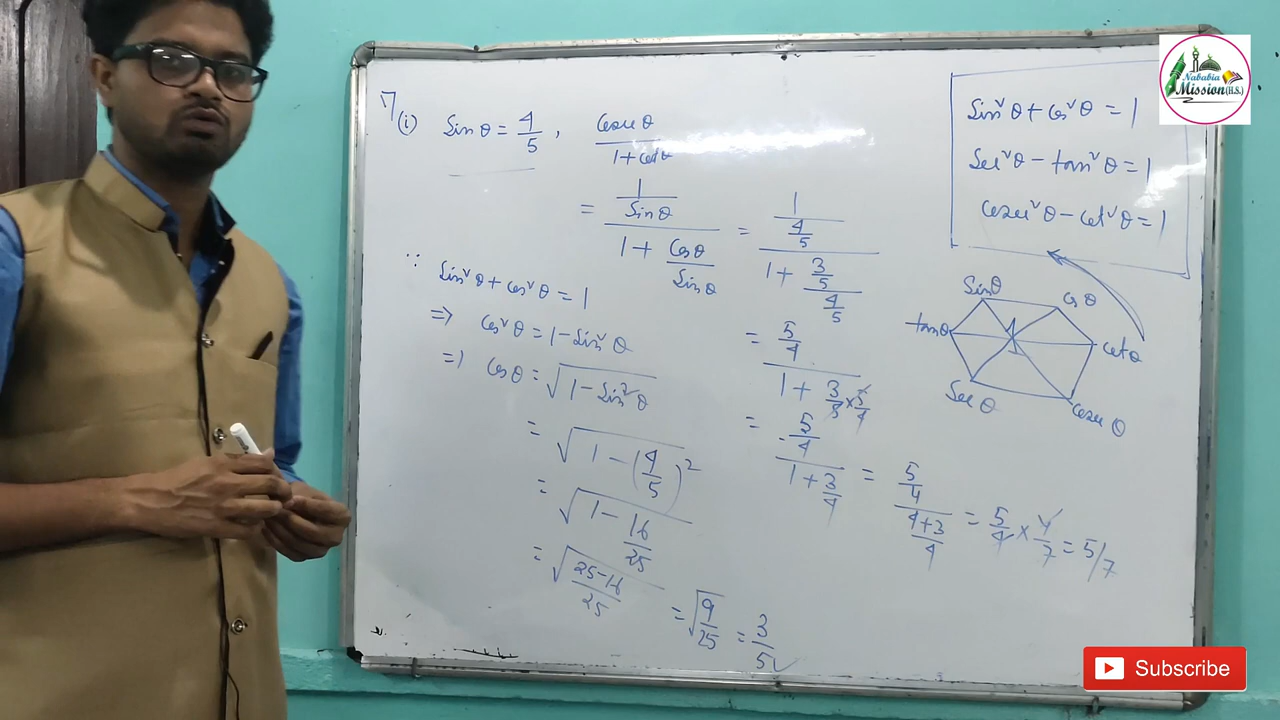 7(i) Sinθ = 4/5, Cosecθ/(1+cotθ)
= (1/Sinθ)/(1 + Cosθ/Sinθ) = (1/(4/5))/(1 + (3/5)/(4/5))
∵ Sin²θ + cos²θ = 1
⇒ cos²θ = 1 - Sin²θ
⇒ cosθ = √(1 - Sin²θ)
= √(1 - (4/5)²)
= √(1 - 16/25)
= √((25-16)/25) = √(9/25) = 3/5 ✓
= (5/4)/(1 + 3/5 × 5/4)
= (5/4)/(1 + 3/4) = (5/4)/((4+3)/4) = 5/4 × 4/7 = 5/7
Sin²θ + cos²θ = 1
Sec²θ - tan²θ = 1
Cosec²θ - cot²θ = 1
Sinθ
cosθ
tanθ
1
cotθ
Secθ
Cosecθ
Nababia
Mission(H.S.)
Subscribe